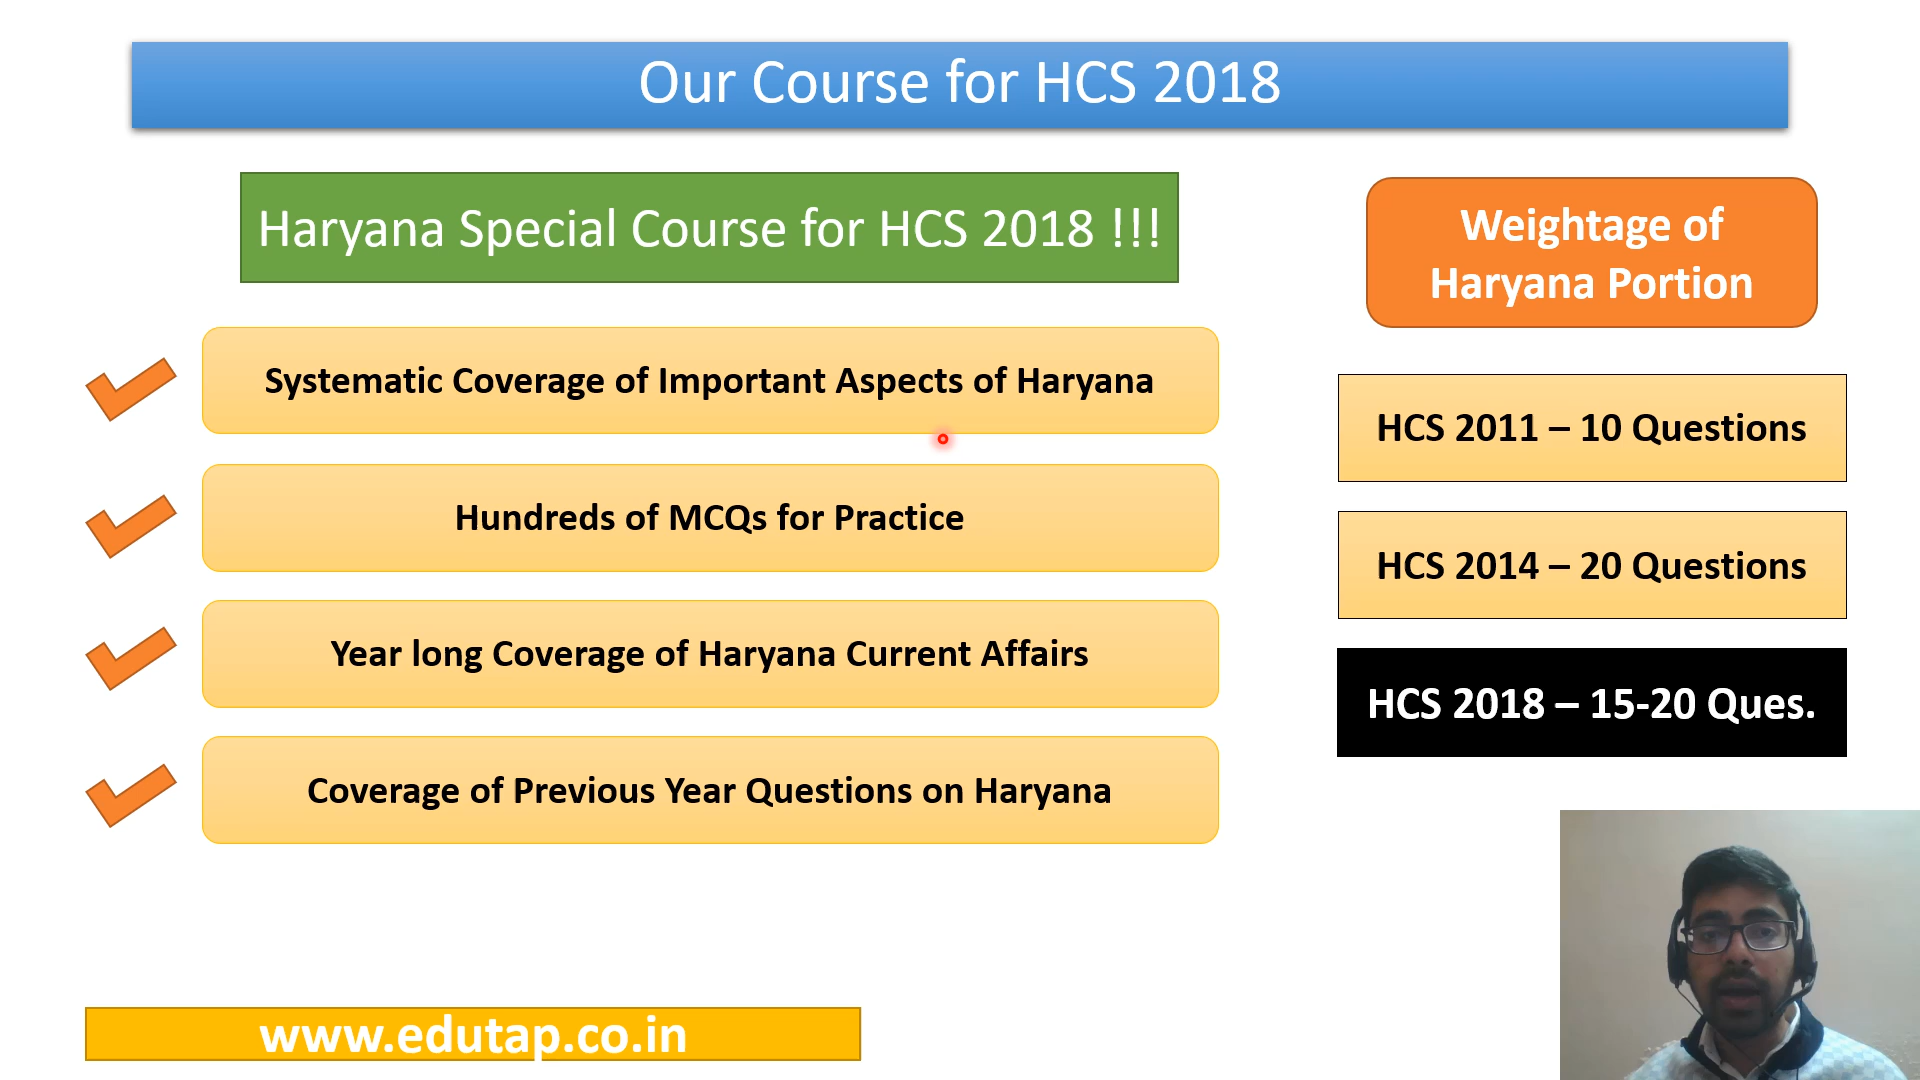 Our Course for HCS 2018
Haryana Special Course for HCS 2018 !!!
Systematic Coverage of Important Aspects of Haryana
Hundreds of MCQs for Practice
Year long Coverage of Haryana Current Affairs
Coverage of Previous Year Questions on Haryana
Weightage of
Haryana Portion
HCS 2011 – 10 Questions
HCS 2014 – 20 Questions
HCS 2018 – 15-20 Ques.
www.edutap.co.in